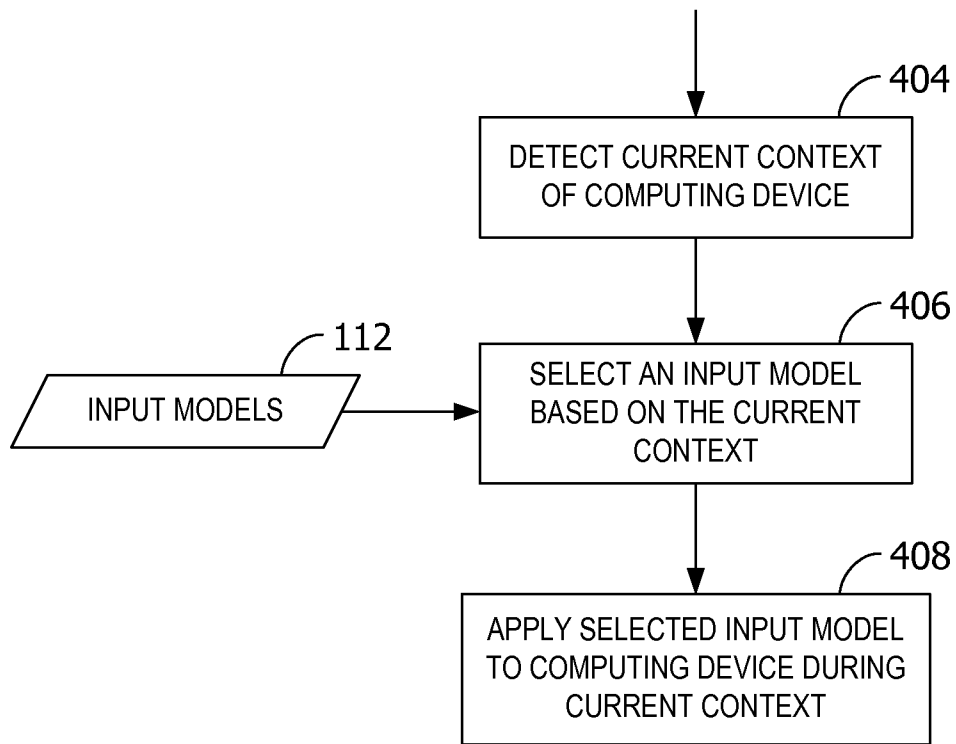 404
DETECT CURRENT CONTEXT
OF COMPUTING DEVICE
406
112
INPUT MODELS
SELECT AN INPUT MODEL
BASED ON THE CURRENT
CONTEXT
408
APPLY SELECTED INPUT MODEL
TO COMPUTING DEVICE DURING
CURRENT CONTEXT